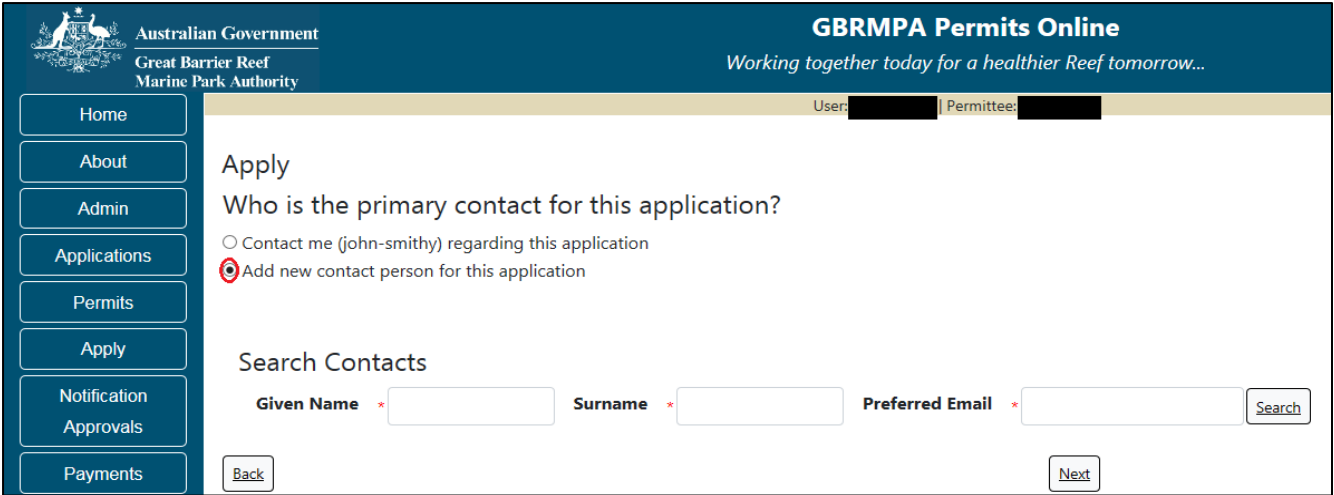 Australian Government
Great Barrier Reef
Marine Park Authority
GBRMPA Permits Online
Working together today for a healthier Reef tomorrow...
User: | Permittee:
Home
About
Admin
Applications
Permits
Apply
Notification
Approvals
Payments
Apply
Who is the primary contact for this application?
Contact me (john-smithy) regarding this application
Add new contact person for this application
Search Contacts
Given Name * Surname * Preferred Email * Search
Back Next